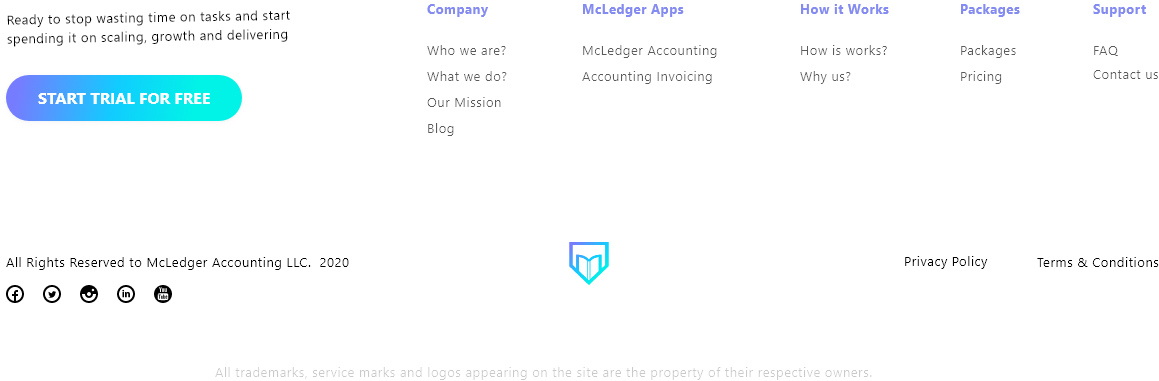 Ready to stop wasting time on tasks and start
spending it on scaling, growth and delivering
START TRIAL FOR FREE
Company
Who we are?
What we do?
Our Mission
Blog
McLedger Apps
McLedger Accounting
Accounting Invoicing
How it Works
How is works?
Why us?
Packages
Packages
Pricing
Support
FAQ
Contact us
All Rights Reserved to McLedger Accounting LLC. 2020
You
Tube
Privacy Policy
Terms & Conditions
All trademarks, service marks and logos appearing on the site are the property of their respective owners.